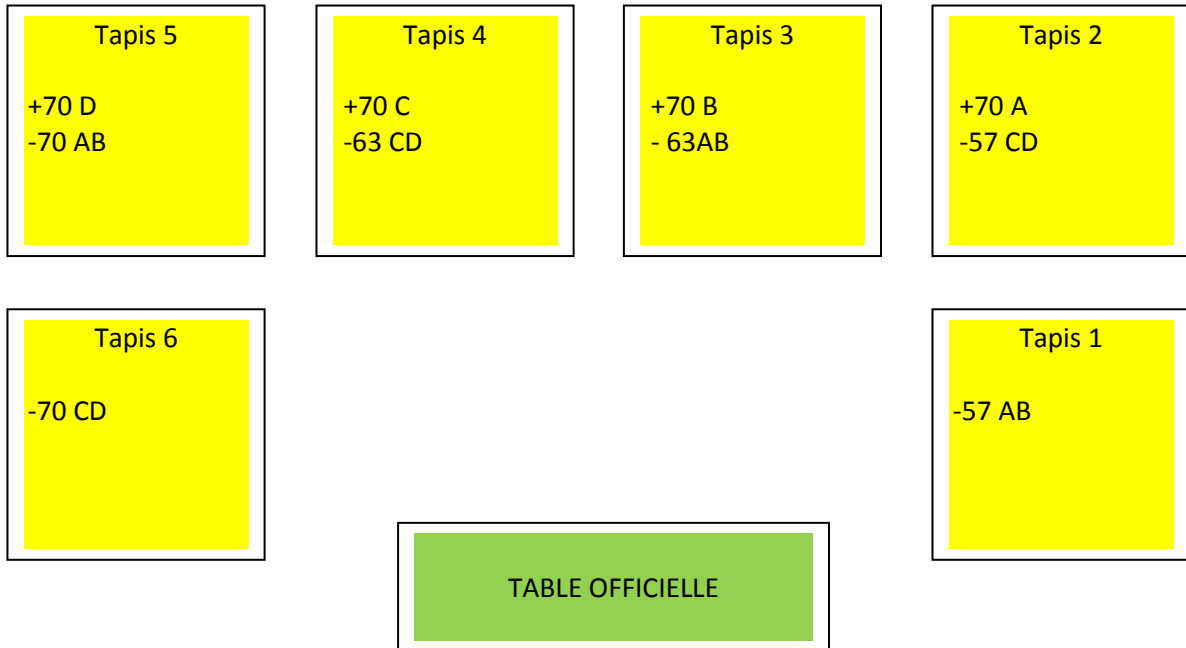 Tapis 5
+70 D
-70 AB
Tapis 4
+70 C
-63 CD
Tapis 3
+70 B
- 63AB
Tapis 2
+70 A
-57 CD
Tapis 6
-70 CD
Tapis 1
-57 AB
TABLE OFFICIELLE